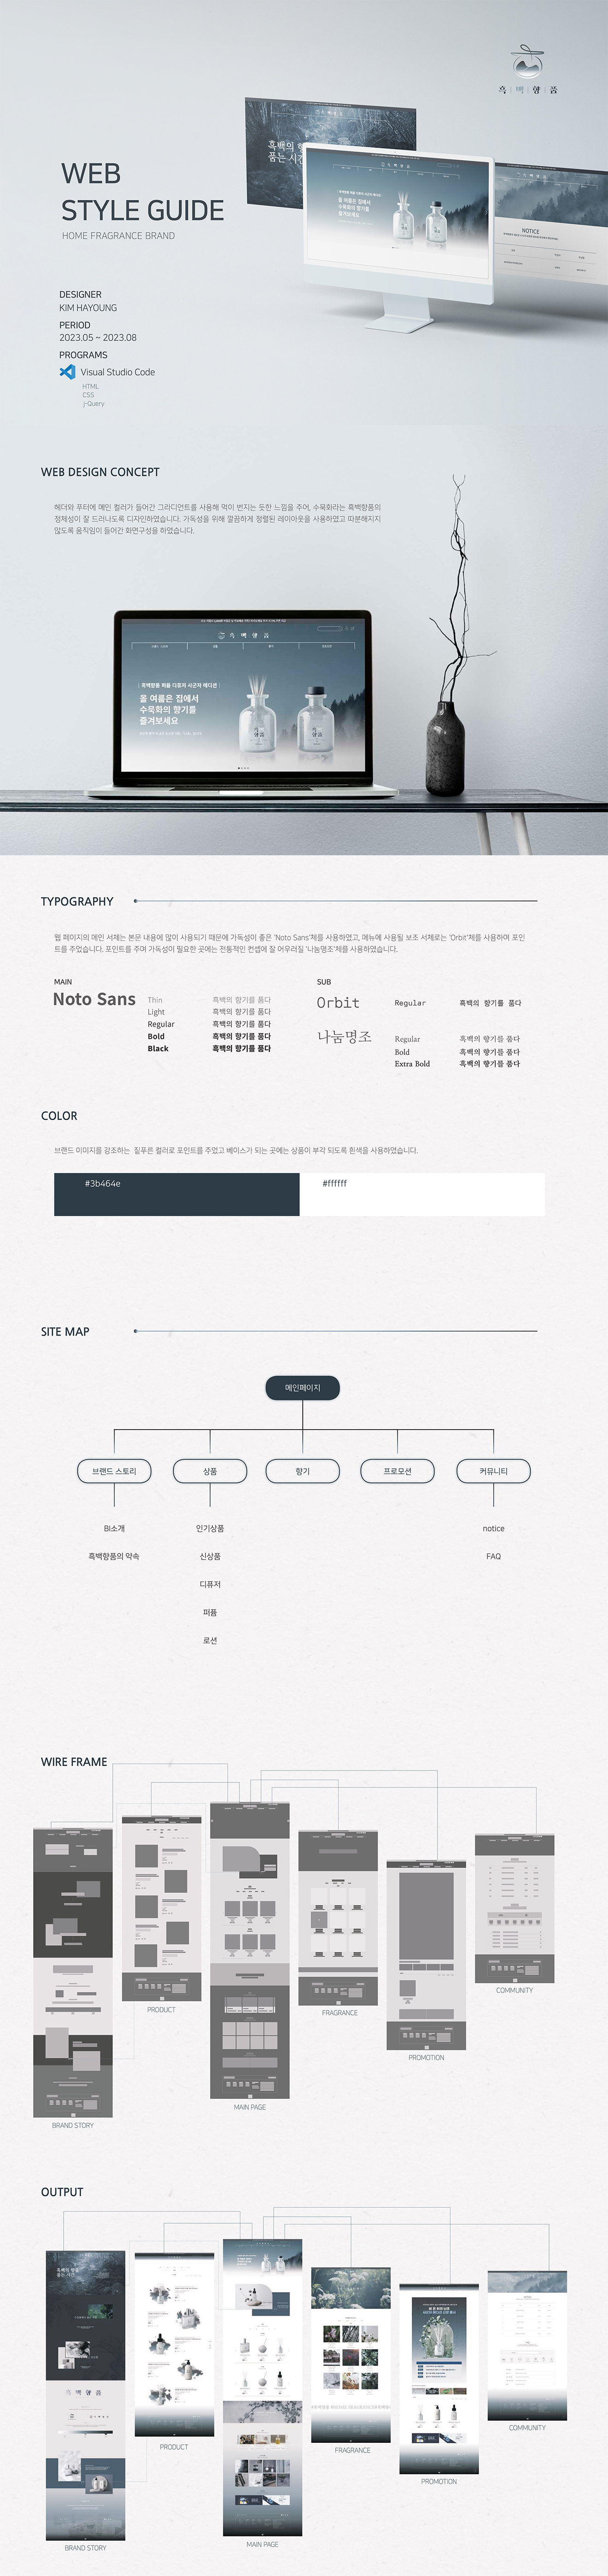 흑 | 백 | 향 | 품
흑백의 향
품는 시간
WEB
STYLE GUIDE
HOME FRAGRANCE BRAND
올 여름은 집에서
수묵화의 향기를
즐겨보세요
NOTICE
DESIGNER
KIM HAYOUNG
PERIOD
2023.05 ~ 2023.08
PROGRAMS
Visual Studio Code
HTML
CSS
j-Query
WEB DESIGN CONCEPT
헤더와 푸터에 메인 컬러가 들어간 그라디언트를 사용해 먹이 번지는 듯한 느낌을 주어, 수묵화라는 흑백향품의
정체성이 잘 드러나도록 디자인하였습니다. 가독성을 위해 깔끔하게 정렬된 레이아웃을 사용하였고 따분해지지
않도록 움직임이 들어간 화면구성을 하였습니다.
흑 백 향 품
| 흑백향품 퍼퓸 디퓨저 사군자 에디션 |
올 여름은 집에서
수묵화의 향기를
즐겨보세요
TYPOGRAPHY
웹 페이지의 메인 서체는 본문 내용에 많이 사용되기 때문에 가독성이 좋은 'Noto Sans'체를 사용하였고, 메뉴에 사용될 보조 서체로는 'Orbit'체를 사용하여 포인
트를 주었습니다. 포인트를 주며 가독성이 필요한 곳에는 전통적인 컨셉에 잘 어우러질 '나눔명조'체를 사용하였습니다.
MAIN
Noto Sans
Thin 흑백의 향기를 품다
Light 흑백의 향기를 품다
Regular 흑백의 향기를 품다
Bold 흑백의 향기를 품다
Black 흑백의 향기를 품다
SUB
Orbit Regular 흑백의 향기를 품다
나눔명조
Regular 흑백의 향기를 품다
Bold 흑백의 향기를 품다
Extra Bold 흑백의 향기를 품다
COLOR
브랜드 이미지를 강조하는 짙푸른 컬러로 포인트를 주었고 베이스가 되는 곳에는 상품이 부각 되도록 흰색을 사용하였습니다.
#3b464e #ffffff
SITE MAP
메인페이지
브랜드 스토리 상품 향기 프로모션 커뮤니티
BI소개 인기상품 notice
흑백향품의 약속 신상품 FAQ
디퓨저
퍼퓸
로션
WIRE FRAME
COMMUNITY
PRODUCT
FRAGRANCE
PROMOTION
MAIN PAGE
BRAND STORY
OUTPUT
흑백의 향을
품는 시간
흑 백 향 품
COMMUNITY
PRODUCT
FRAGRANCE
PROMOTION
MAIN PAGE
BRAND STORY